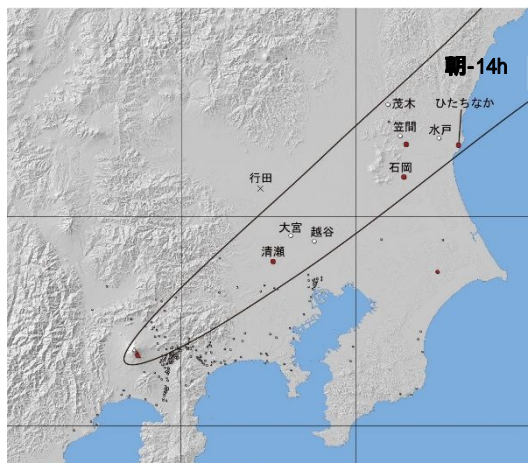 朝-14h
茂木
ひたちなか
笠間
水戸
石岡
行田
大宮
越谷
清瀬